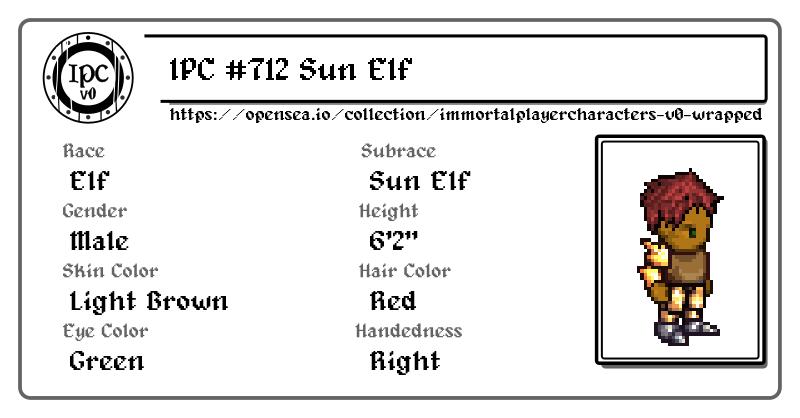 IPC
v0
IPC #712 Sun Elf
https://opensea.io/collection/immortalplayercharacters-v0-wrapped
Race
Elf
Subrace
Sun Elf
Gender
Male
Height
6'2"
Skin Color
Light Brown
Hair Color
Red
Eye Color
Green
Handedness
Right